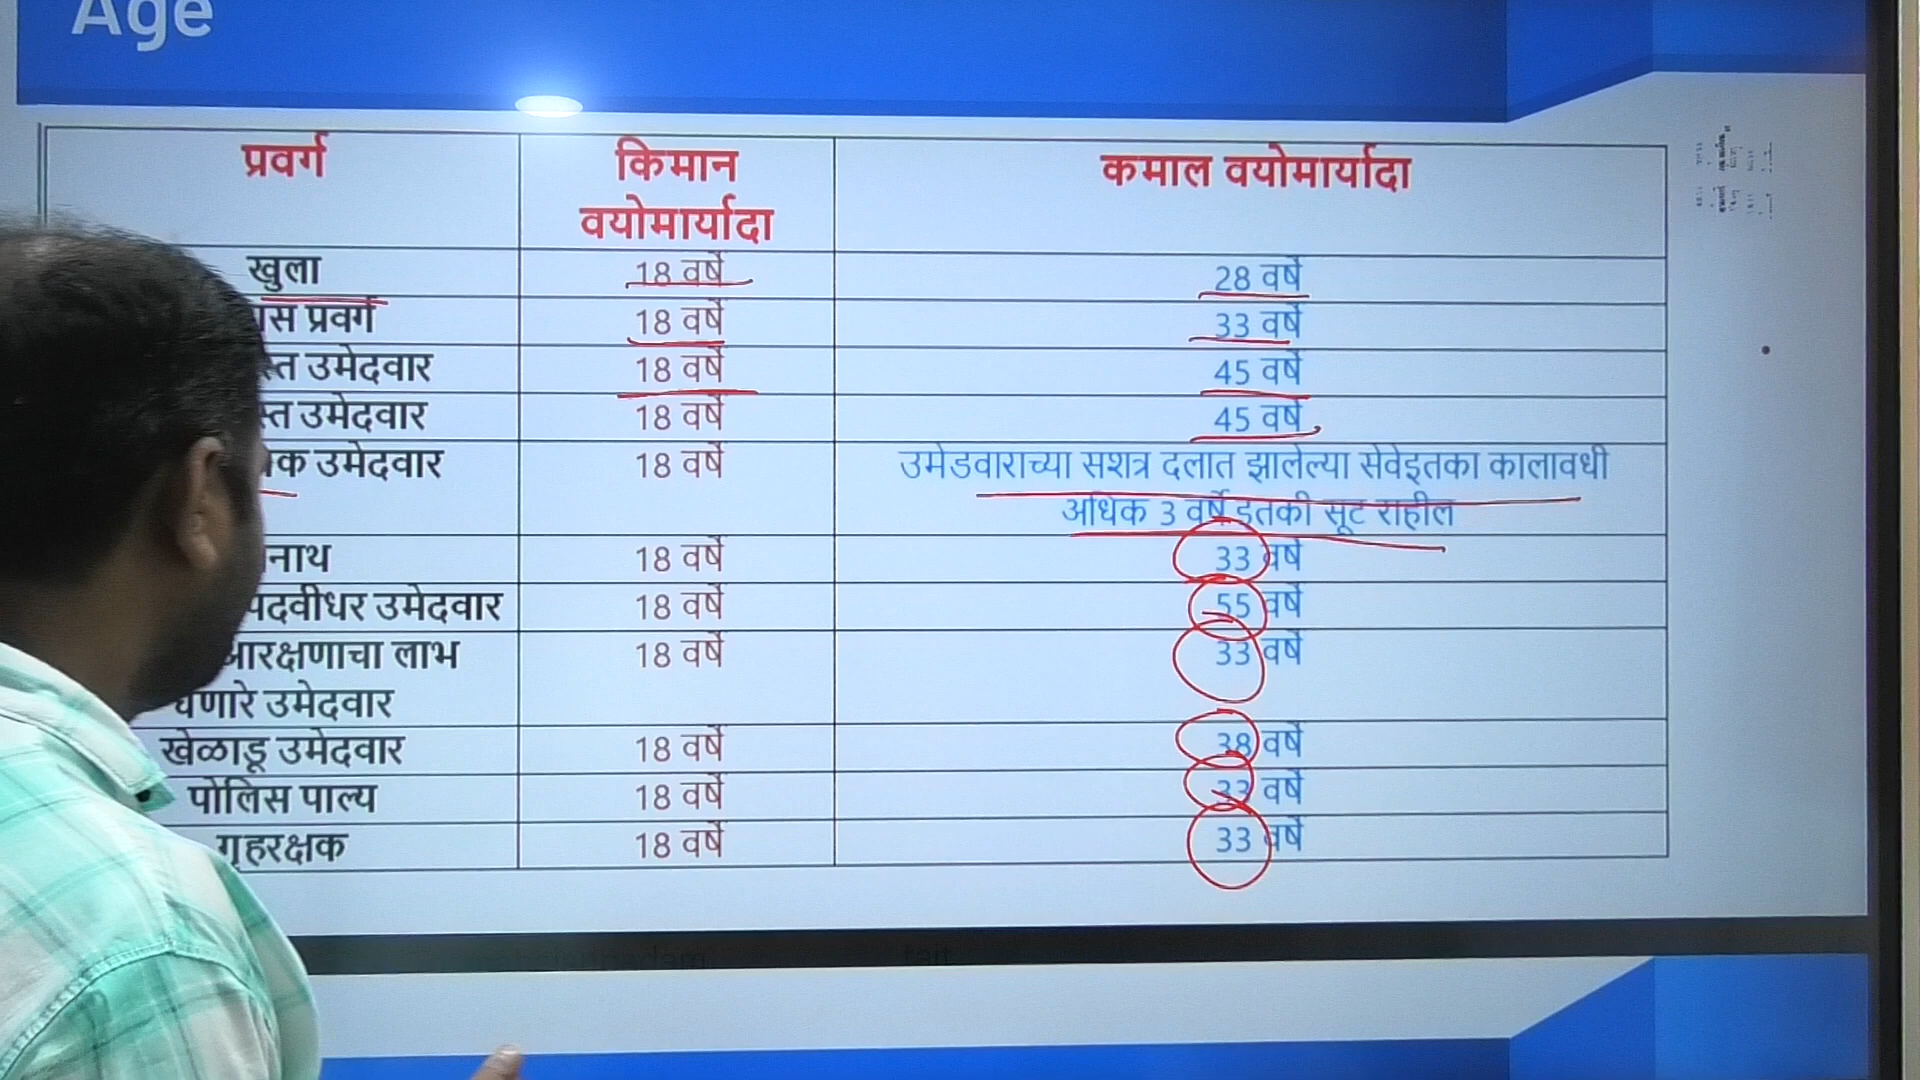 Age
प्रवर्ग किमान कमाल वयोमार्यादा
वयोमार्यादा
खुला 18 वर्षे 28 वर्षे
प्रवर्ग 18 वर्षे 33 वर्षे
उमेदवार 18 वर्षे 45 वर्षे
उमेदवार 18 वर्षे 45 वर्षे
उमेदवार 18 वर्षे उमेडवाराच्या सशत्र दलात झालेल्या सेवेइतका कालावधी
अधिक 3 वर्षे इतकी सूट राहील
नाथ 18 वर्षे 33 वर्षे
पदवीधर उमेदवार 18 वर्षे 55 वर्षे
आरक्षणाचा लाभ 18 वर्षे 33 वर्षे
घेणारे उमेदवार
खेळाडू उमेदवार 18 वर्षे 38 वर्षे
पोलिस पाल्य 18 वर्षे 33 वर्षे
गृहरक्षक 18 वर्षे 33 वर्षे